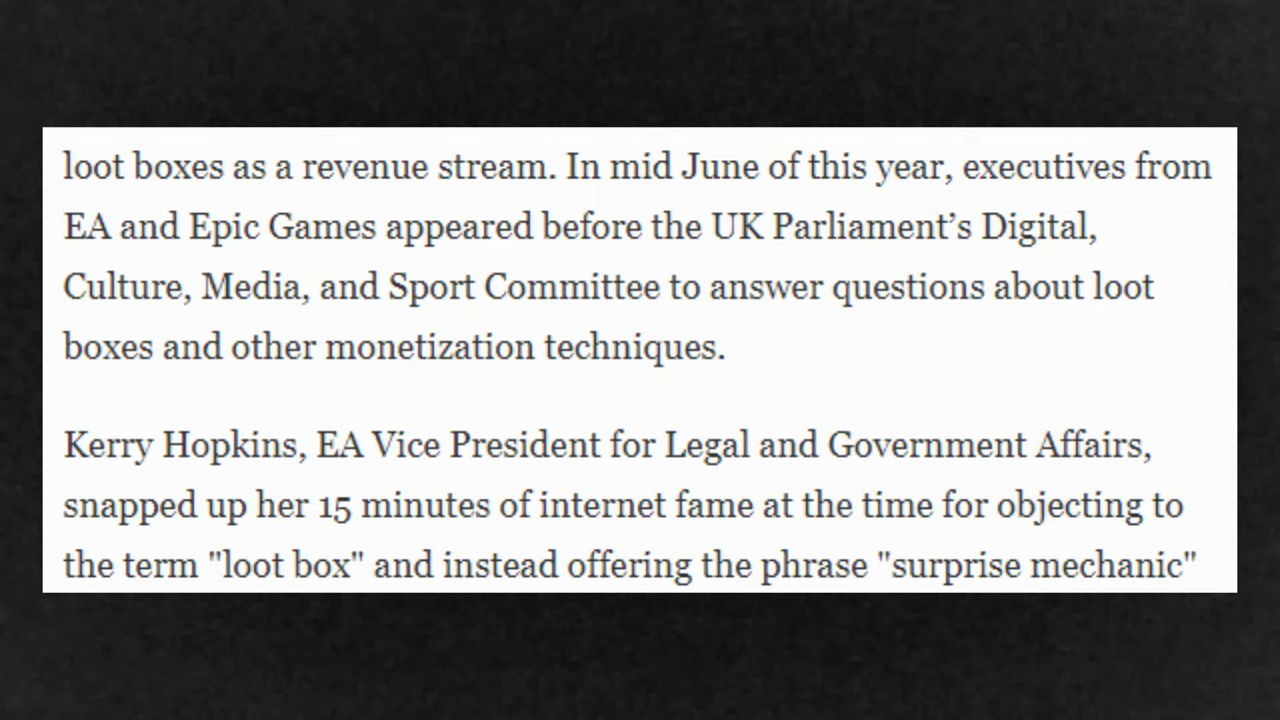 loot boxes as a revenue stream. In mid June of this year, executives from
EA and Epic Games appeared before the UK Parliament’s Digital,
Culture, Media, and Sport Committee to answer questions about loot
boxes and other monetization techniques.
Kerry Hopkins, EA Vice President for Legal and Government Affairs,
snapped up her 15 minutes of internet fame at the time for objecting to
the term "loot box" and instead offering the phrase "surprise mechanic"